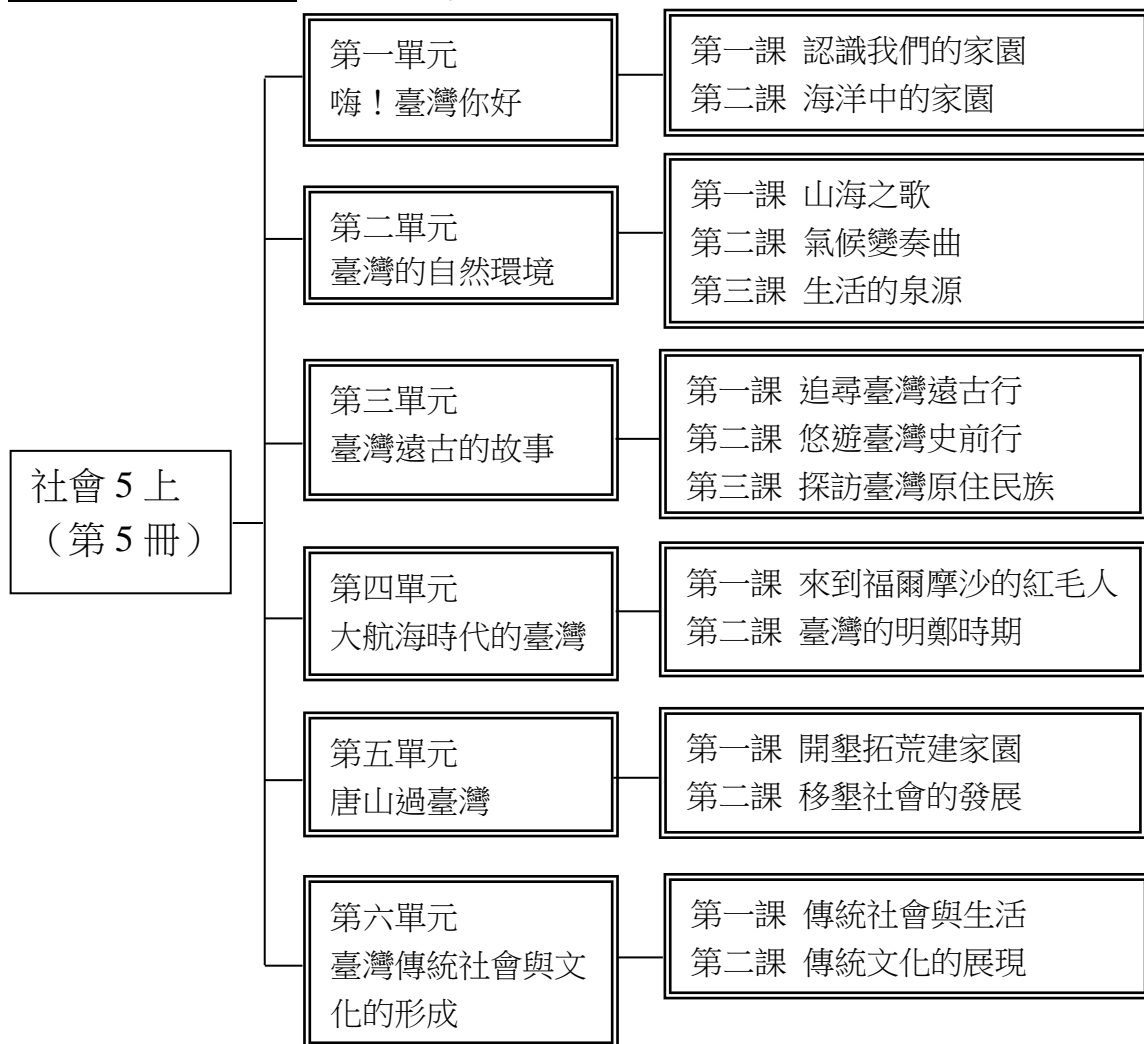 社會 5 上
（第 5 冊）
第一單元
嗨！臺灣你好
第一課 認識我們的家園
第二課 海洋中的家園
第二單元
臺灣的自然環境
第一課 山海之歌
第二課 氣候變奏曲
第三課 生活的泉源
第三單元
臺灣遠古的故事
第一課 追尋臺灣遠古行
第二課 悠遊臺灣史前行
第三課 探訪臺灣原住民族
第四單元
大航海時代的臺灣
第一課 來到福爾摩沙的紅毛人
第二課 臺灣的明鄭時期
第五單元
唐山過臺灣
第一課 開墾拓荒建家園
第二課 移墾社會的發展
第六單元
臺灣傳統社會與文
化的形成
第一課 傳統社會與生活
第二課 傳統文化的展現